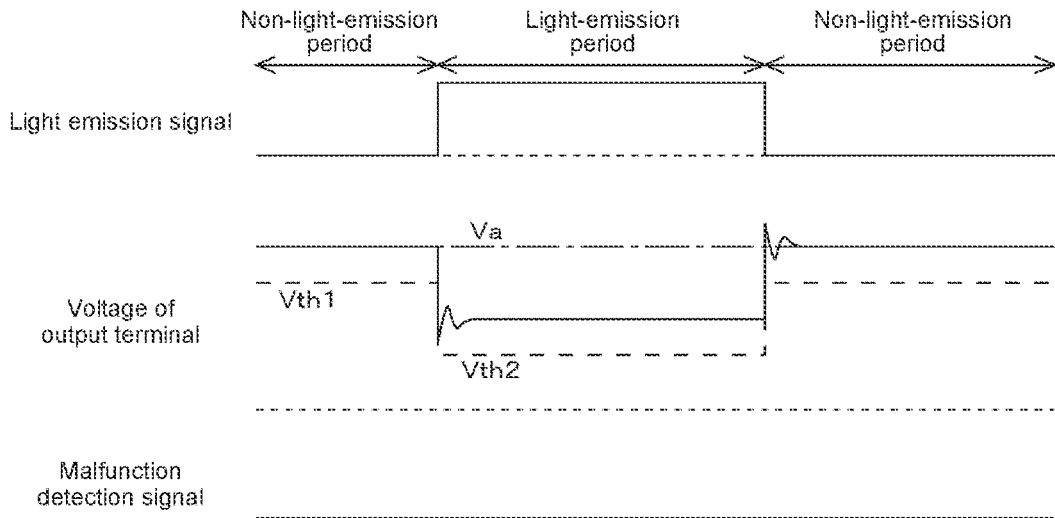 Non-light-emission
period
Light-emission
period
Non-light-emission
period
Light emission signal
Va
Vth1
Voltage of
output terminal
Vth2
Malfunction
detection signal